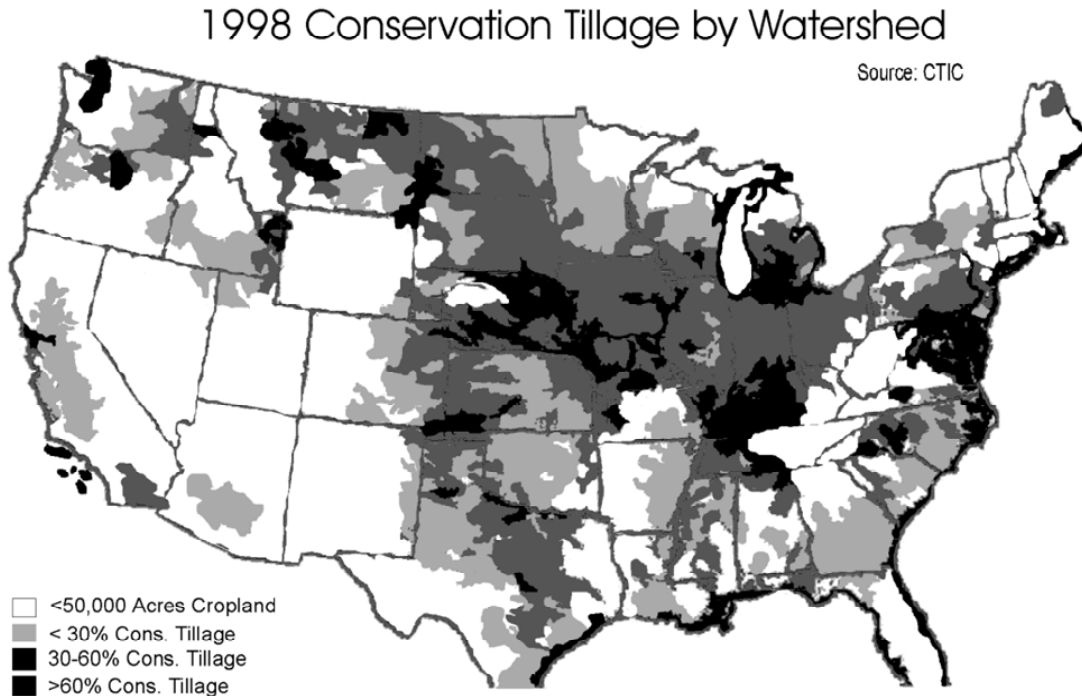 1998 Conservation Tillage by Watershed
Source: CTIC
<50,000 Acres Cropland
< 30% Cons. Tillage
30-60% Cons. Tillage
>60% Cons. Tillage